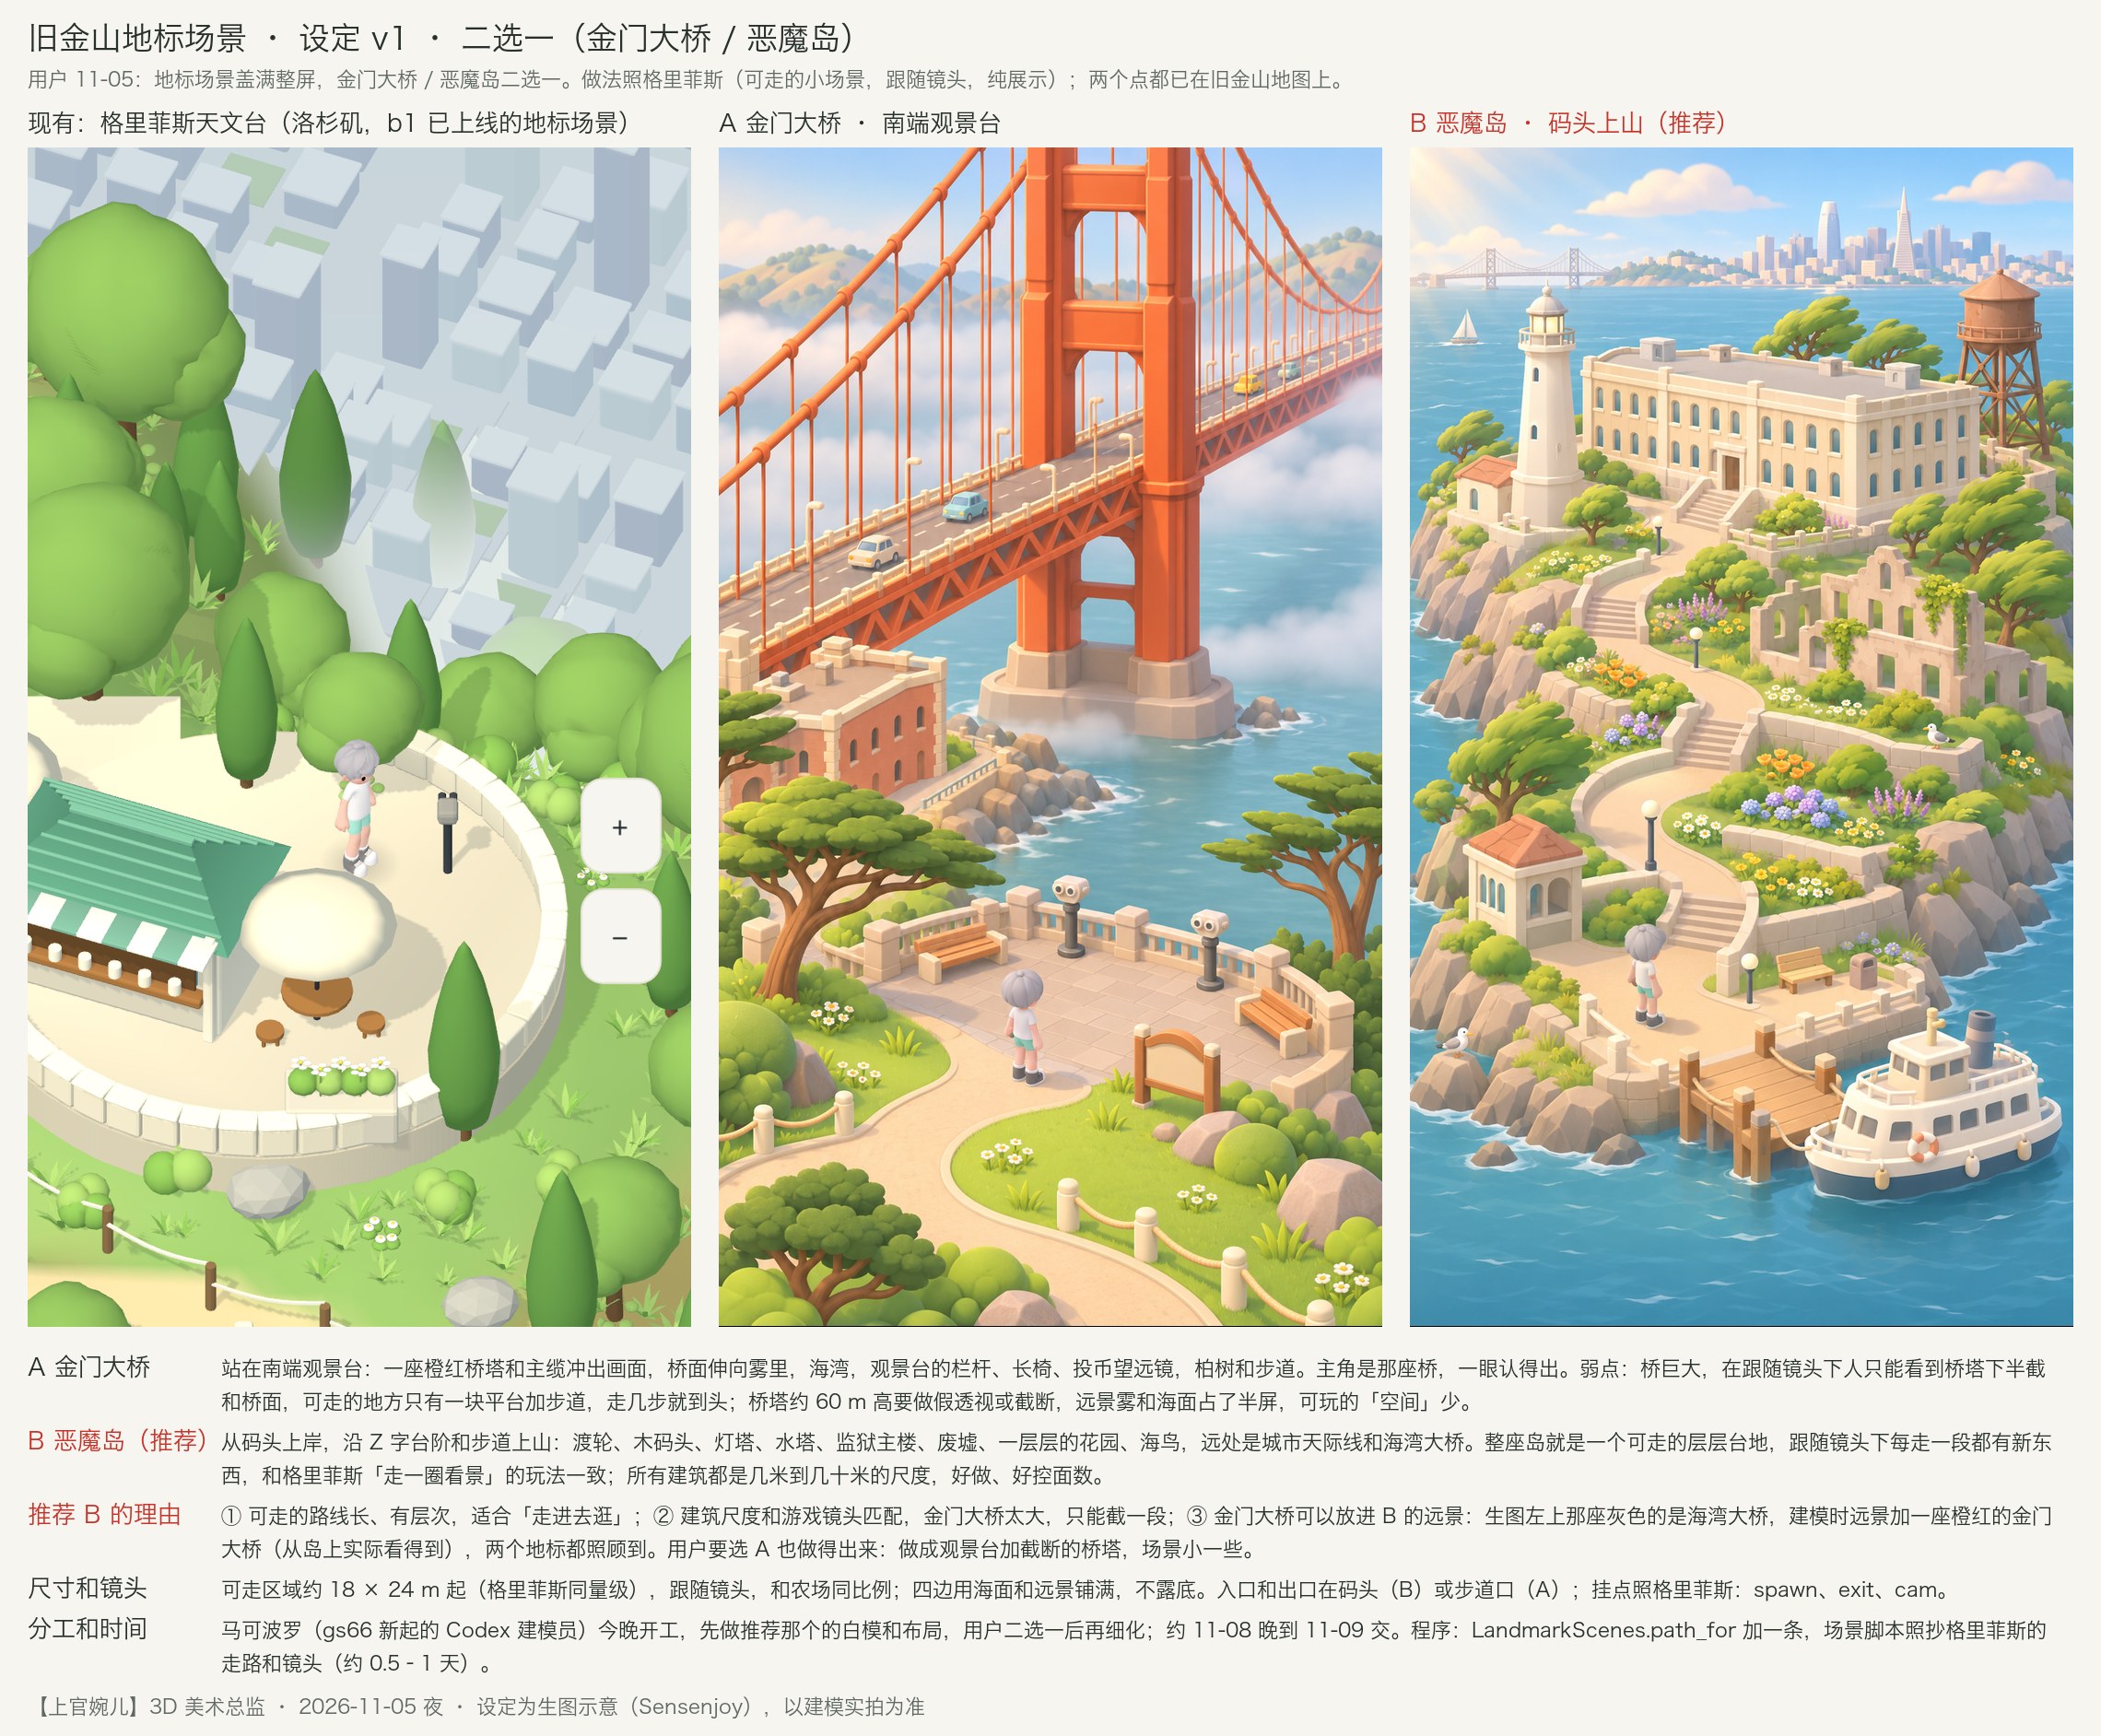 旧金山地标场景 · 设定 v1 · 二选一（金门大桥 / 恶魔岛）
用户 11-05：地标场景盖满整屏，金门大桥 / 恶魔岛二选一。做法照格里菲斯（可走的小场景，跟随镜头，纯展示）；两个点都已在旧金山地图上。
现有：格里菲斯天文台（洛杉矶，b1 已上线的地标场景）
A 金门大桥 · 南端观景台
B 恶魔岛 · 码头上山（推荐）
+
−
A 金门大桥
站在南端观景台：一座橙红桥塔和主缆冲出画面，桥面伸向雾里，海湾，观景台的栏杆、长椅、投币望远镜，柏树和步道。主角是那座桥，一眼认得出。弱点：桥巨大，在跟随镜头下人只能看到桥塔下半截
和桥面，可走的地方只有一块平台加步道，走几步就到头；桥塔约 60 m 高要做假透视或截断，远景雾和海面占了半屏，可玩的「空间」少。
B 恶魔岛（推荐）
从码头上岸，沿 Z 字台阶和步道上山：渡轮、木码头、灯塔、水塔、监狱主楼、废墟、一层层的花园、海鸟，远处是城市天际线和海湾大桥。整座岛就是一个可走的层层台地，跟随镜头下每走一段都有新东
西，和格里菲斯「走一圈看景」的玩法一致；所有建筑都是几米到几十米的尺度，好做、好控面数。
推荐 B 的理由
① 可走的路线长、有层次，适合「走进去逛」；② 建筑尺度和游戏镜头匹配，金门大桥太大，只能截一段；③ 金门大桥可以放进 B 的远景：生图左上那座灰色的是海湾大桥，建模时远景加一座橙红的金门
大桥（从岛上实际看得到），两个地标都照顾到。用户要选 A 也做得出来：做成观景台加截断的桥塔，场景小一些。
尺寸和镜头
可走区域约 18 × 24 m 起（格里菲斯同量级），跟随镜头，和农场同比例；四边用海面和远景铺满，不露底。入口和出口在码头（B）或步道口（A）；挂点照格里菲斯：spawn、exit、cam。
分工和时间
马可波罗（gs66 新起的 Codex 建模员）今晚开工，先做推荐那个的白模和布局，用户二选一后再细化；约 11-08 晚到 11-09 交。程序：LandmarkScenes.path_for 加一条，场景脚本照抄格里菲斯的
走路和镜头（约 0.5 - 1 天）。
【上官婉儿】3D 美术总监 · 2026-11-05 夜 · 设定为生图示意（Sensenjoy），以建模实拍为准